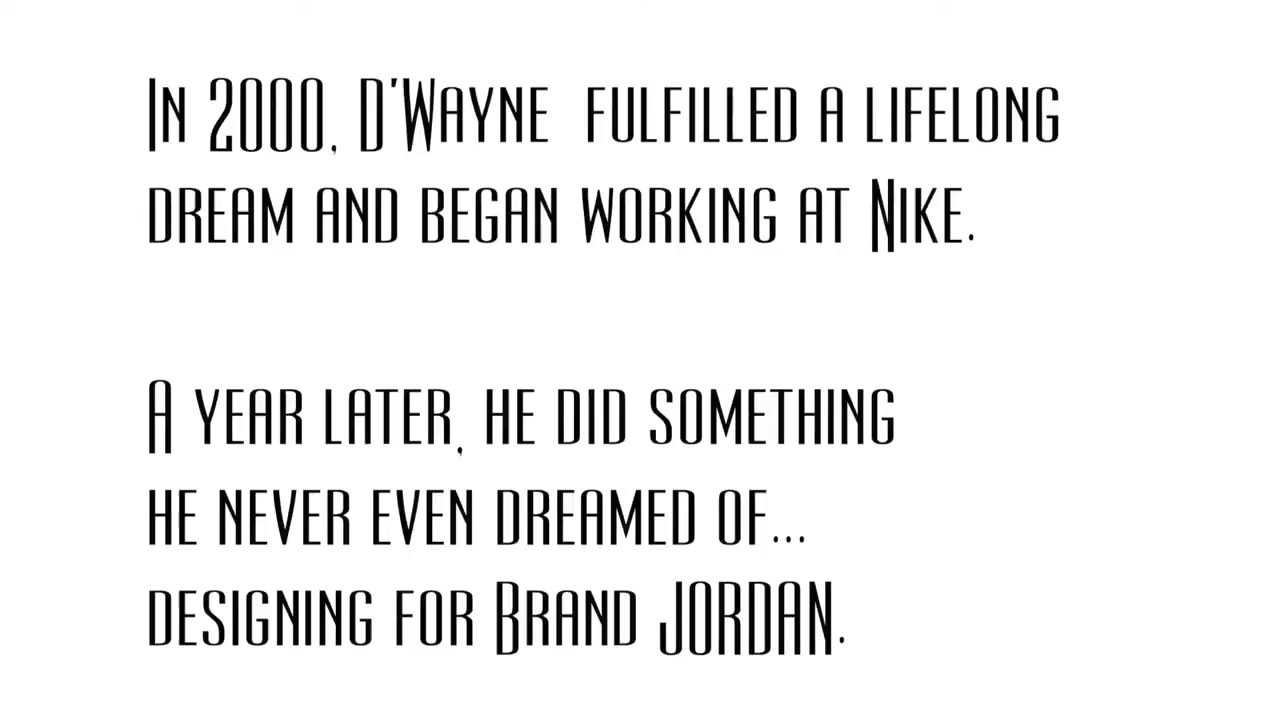 In 2000, D'Wayne fulfilled a lifelong
dream and began working at Nike.
A year later, he did something
he never even dreamed of...
designing for Brand JORDAN.